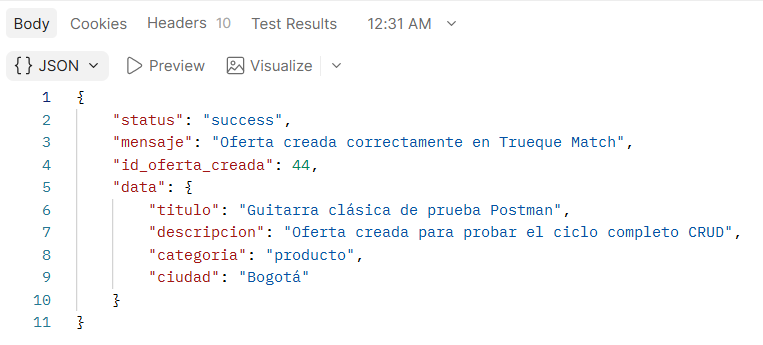 Body Cookies Headers 10 Test Results 12:31 AM
{} JSON Preview Visualize
1 {
2 "status": "success",
3 "mensaje": "Oferta creada correctamente en Trueque Match",
4 "id_oferta_creada": 44,
5 "data": {
6 "titulo": "Guitarra clásica de prueba Postman",
7 "descripcion": "Oferta creada para probar el ciclo completo CRUD",
8 "categoria": "producto",
9 "ciudad": "Bogotá"
10 }
11 }